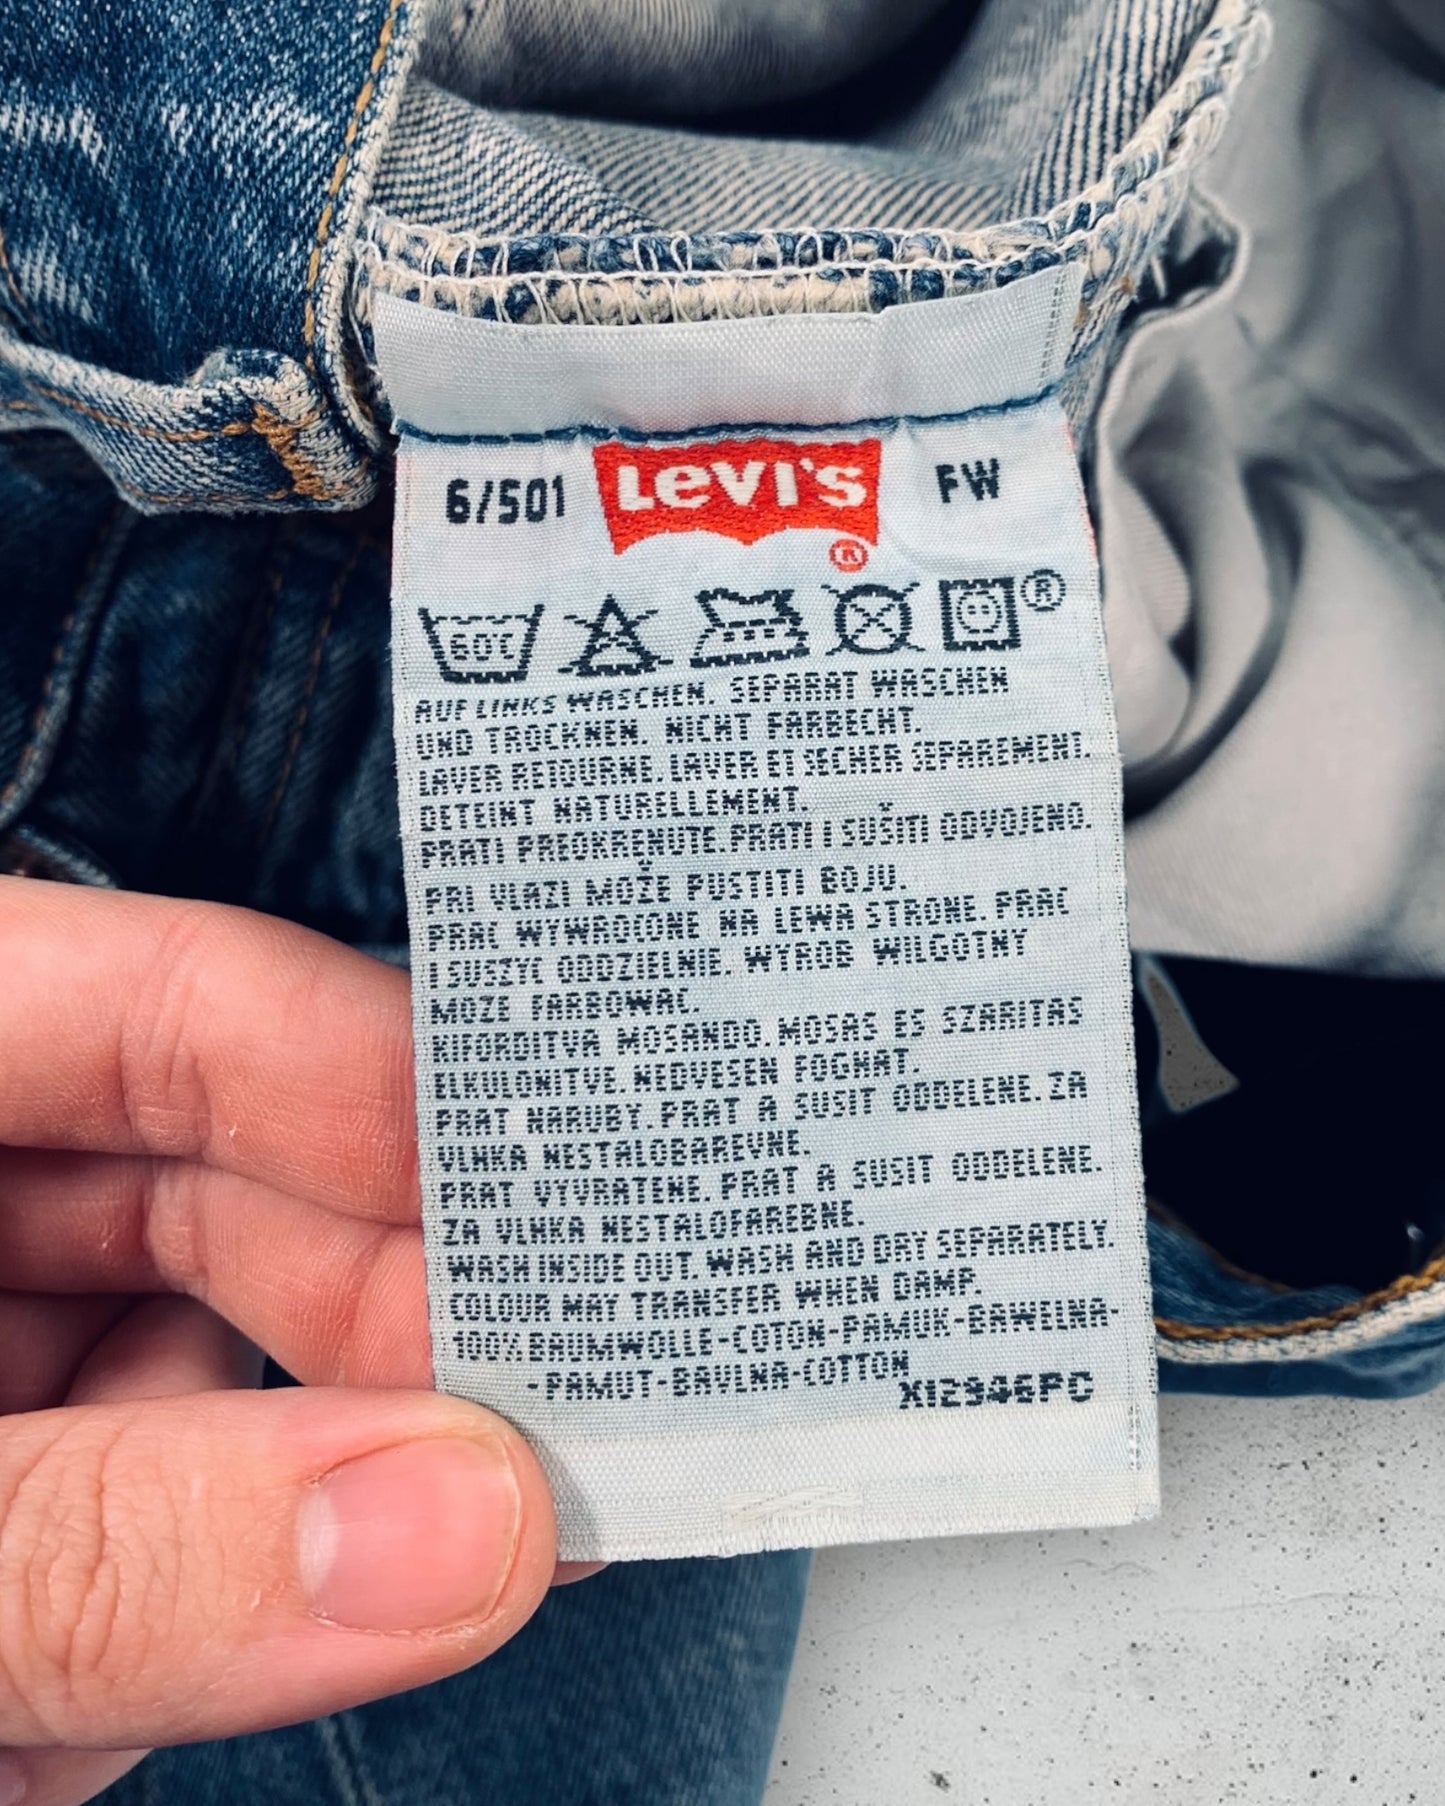 6/501 LEVI'S ® FW
60°C ®
AUF LINKS WASCHEN. SEPARAT WASCHEN
UND TROCKNEN. NICHT FARBECHT.
LAVER RETOURNE. LAVER ET SECHER SEPAREMENT.
DETEINT NATURELLEMENT.
PRATI PREOKRENUTE. PRATI I SUŠITI ODVOJENO.
PRI VLAZI MOŽE PUSTITI BOJU.
PRAC WYWROCONE NA LEWA STRONE. PRAC
I SUSZYC ODDZIELNIE. WYROB WILGOTNY
MOZE FARBOWAC.
KIFORDITVA MOSANDO. MOSAS ES SZARITAS
ELKULONITVE. NEDVESEN FOGHAT.
PRAT NARUBY. PRAT A SUSIT ODDELENE. ZA
VLHKA NESTALOBAREVNE.
PRAT VYVRATENE. PRAT A SUSIT ODDELENE.
ZA VLHKA NESTALOFAREBNE.
WASH INSIDE OUT. WASH AND DRY SEPARATELY.
COLOUR MAY TRANSFER WHEN DAMP.
100% BAUMWOLLE-COTON-PAMUK-BAWELNA-
-PAMUT-BAVLNA-COTTON
X12946PC